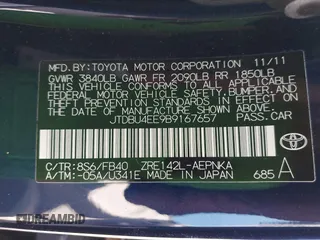 MFD.BY:TOYOTA MOTOR CORPORATION 11/11
GVWR 3840LB GAWR FR 2090LB RR 1850LB
THIS VEHICLE CONFORMS TO ALL APPLICABLE FEDERAL
MOTOR VEHICLE SAFETY, BUMPER, AND THEFT PREVENTION
STANDARDS IN EFFECT ON THE DATE OF MANUFACTURE
SHOWN ABOVE.
JTDBU4EE9B9167657 PASS.CAR
C/TR:8S6/FB40 ZRE142L-AEPNKA
A/TM:-05A/U341E MADE IN JAPAN 685 A
TOYOTA